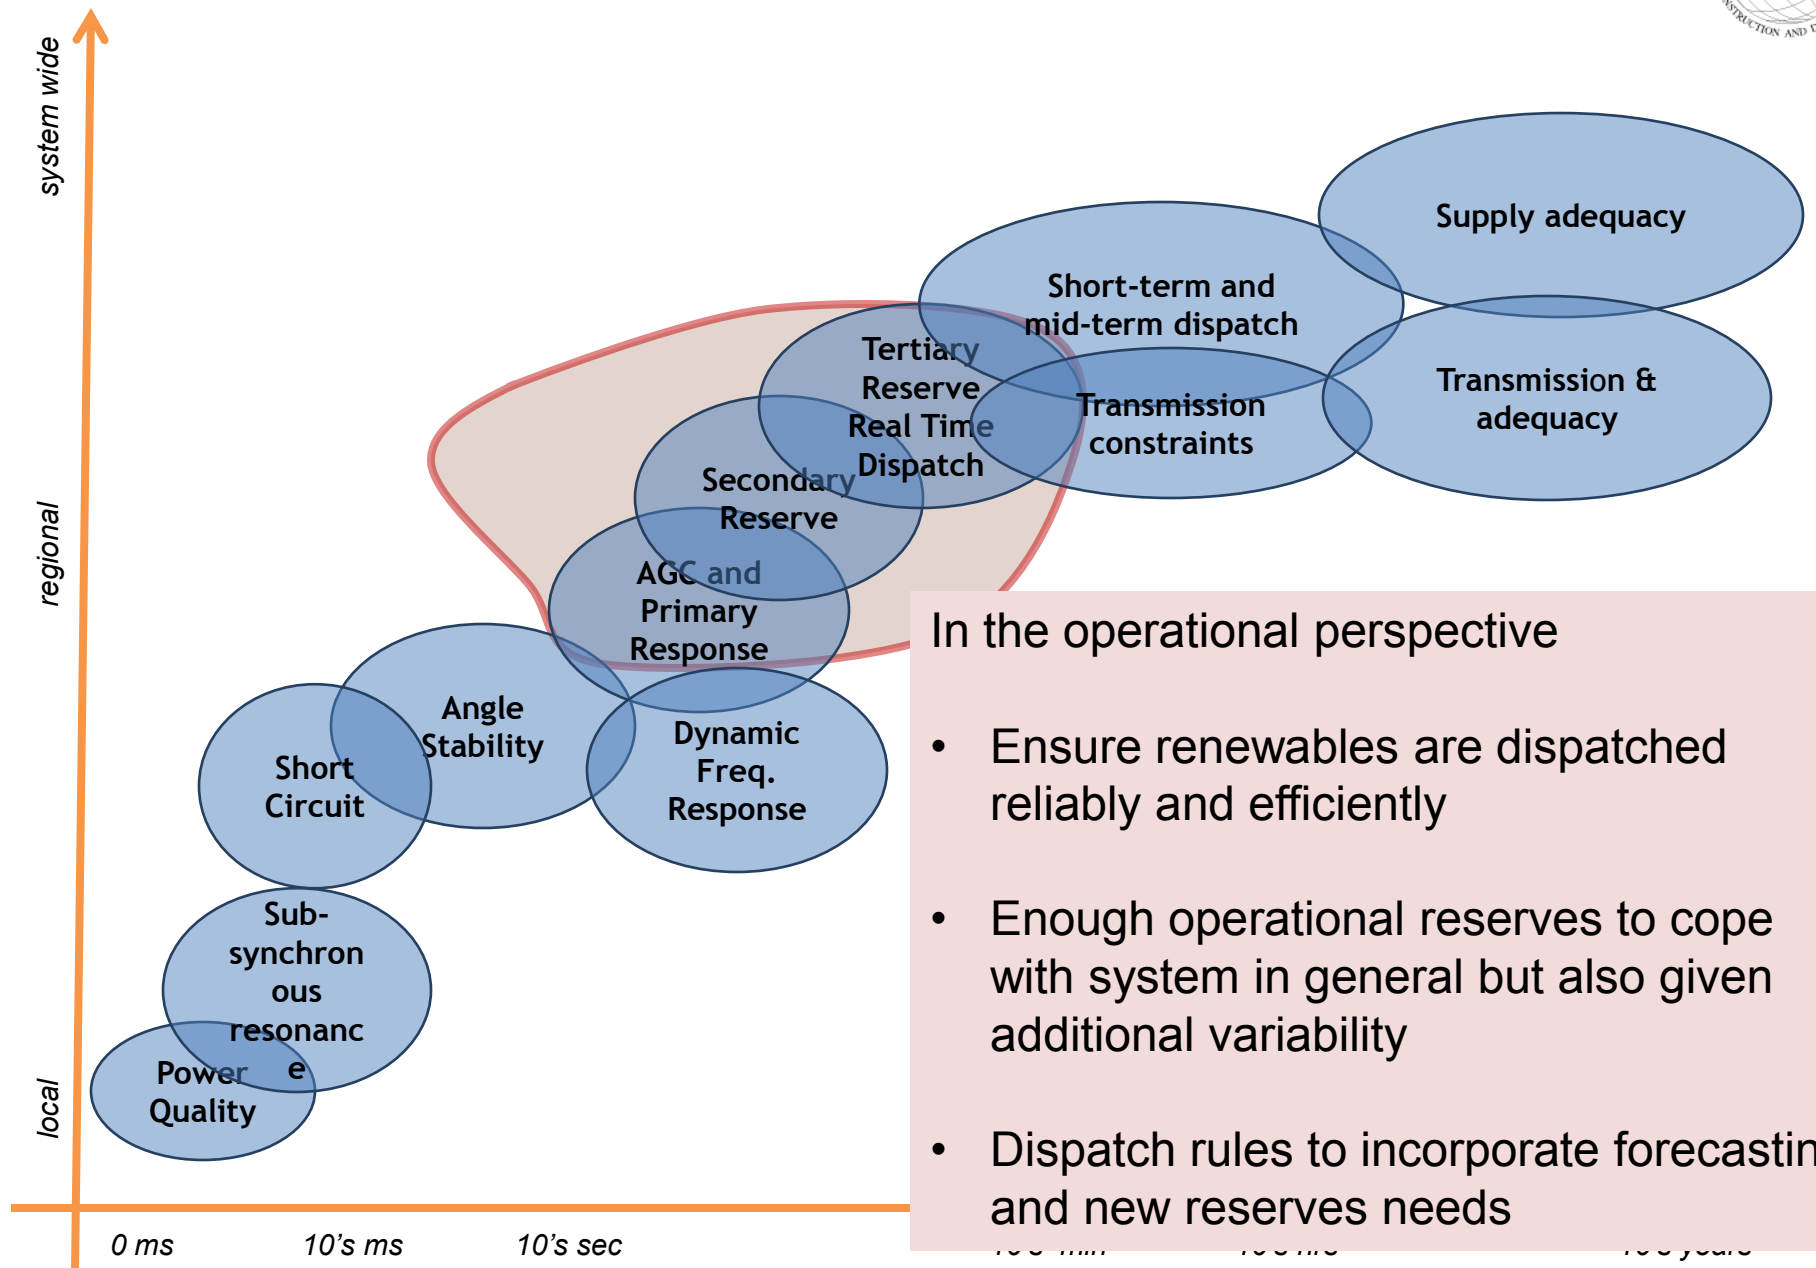 NSTRUCTION AND D
system wide
regional
local
Supply adequacy
Short-term and
mid-term dispatch
Tertiary
Reserve
Real Time
Dispatch
Transmission
constraints
Transmission &
adequacy
Secondary
Reserve
AGC and
Primary
Response
Angle
Stability
Dynamic
Freq.
Response
Short
Circuit
Sub-
synchron
ous
resonanc
e
Power
Quality
In the operational perspective
• Ensure renewables are dispatched
reliably and efficiently
• Enough operational reserves to cope
with system in general but also given
additional variability
• Dispatch rules to incorporate forecastin
and new reserves needs
0 ms
10's ms
10's sec
10's years